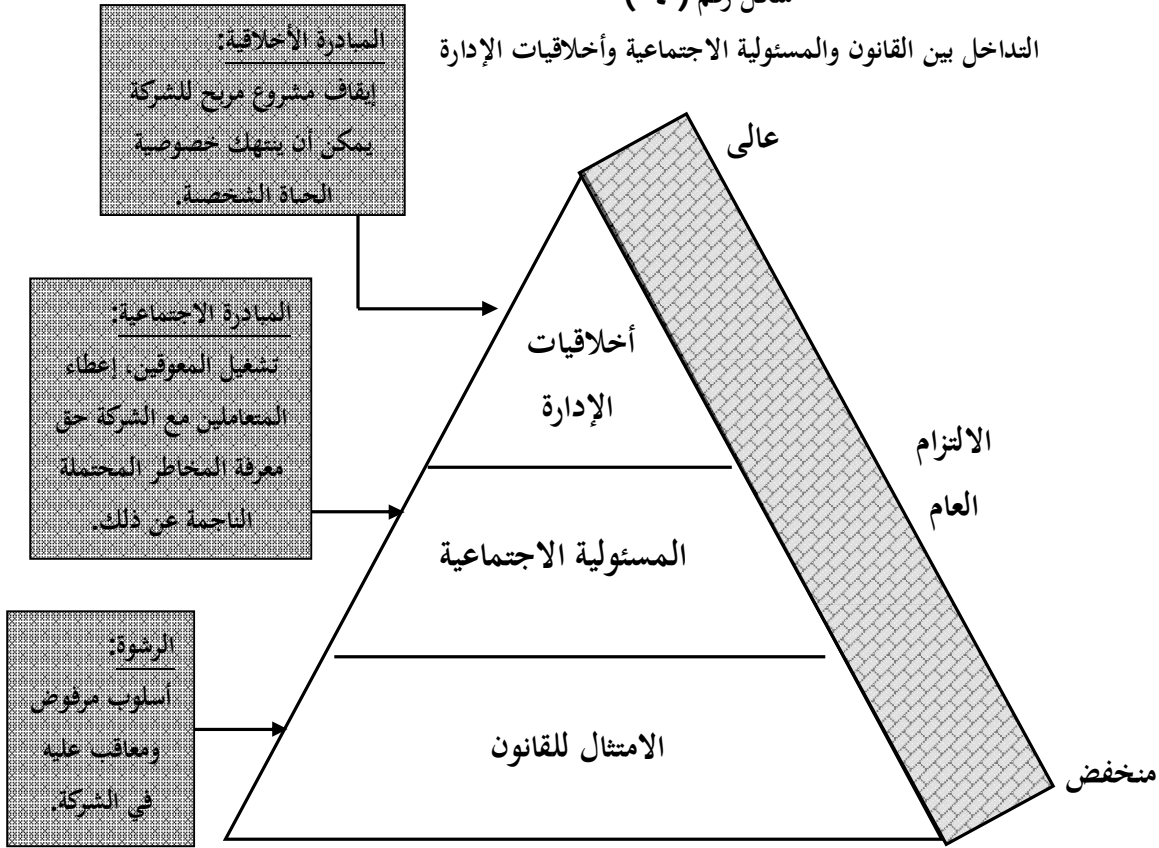 التداخل بين القانون والمسئولية الاجتماعية وأخلاقيات الإدارة
المبادرة الأخلاقية:
إيقاف مشروع مربح للشركة
يمكن أن ينتهك خصوصية
الحياة الشخصية.
عالى
أخلاقيات
الإدارة
المبادرة الاجتماعية:
تشغيل المعوقين، إعطاء
المتعاملين مع الشركة حق
معرفة المخاطر المحتملة
الناجمة عن ذلك.
الالتزام
العام
المسئولية الاجتماعية
الرشوة:
أسلوب مرفوض
ومعاقب عليه
في الشركة.
الامتثال للقانون
منخفض